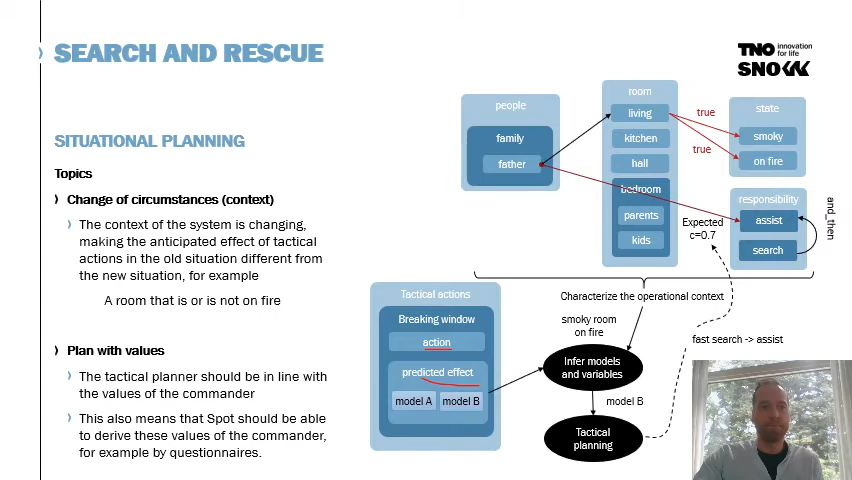 SEARCH AND RESCUE
TNO innovation
for life
SNOW
SITUATIONAL PLANNING
Topics
Change of circumstances (context)
The context of the system is changing,
making the anticipated effect of tactical
actions in the old situation different from
the new situation, for example
A room that is or is not on fire
Plan with values
The tactical planner should be in line with
the values of the commander
This also means that Spot should be able
to derive these values of the commander,
for example by questionnaires.
people
family
father
room
living
kitchen
hall
bedroom
parents
kids
true
true
state
smoky
on fire
responsibility
assist
search
and_then
Expected
c=0.7
Characterize the operational context
smoky room
on fire
fast search -> assist
Tactical actions
Breaking window
action
predicted effect
model A
model B
Infer models
and variables
model B
Tactical
planning